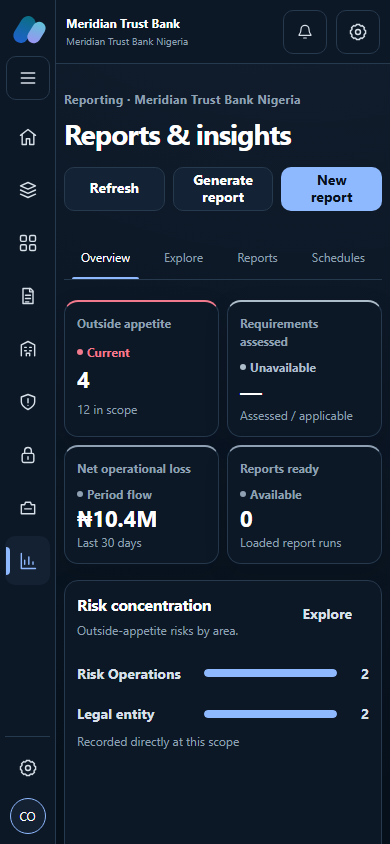 Meridian Trust Bank
Meridian Trust Bank Nigeria
Reporting · Meridian Trust Bank Nigeria
Reports & insights
Refresh
Generate
report
New
report
Overview
Explore
Reports
Schedules
Outside appetite
Current
4
12 in scope
Requirements
assessed
Unavailable
—
Assessed / applicable
Net operational loss
Period flow
₦10.4M
Last 30 days
Reports ready
Available
0
Loaded report runs
Risk concentration
Explore
Outside-appetite risks by area.
Risk Operations
2
Legal entity
2
Recorded directly at this scope
CO